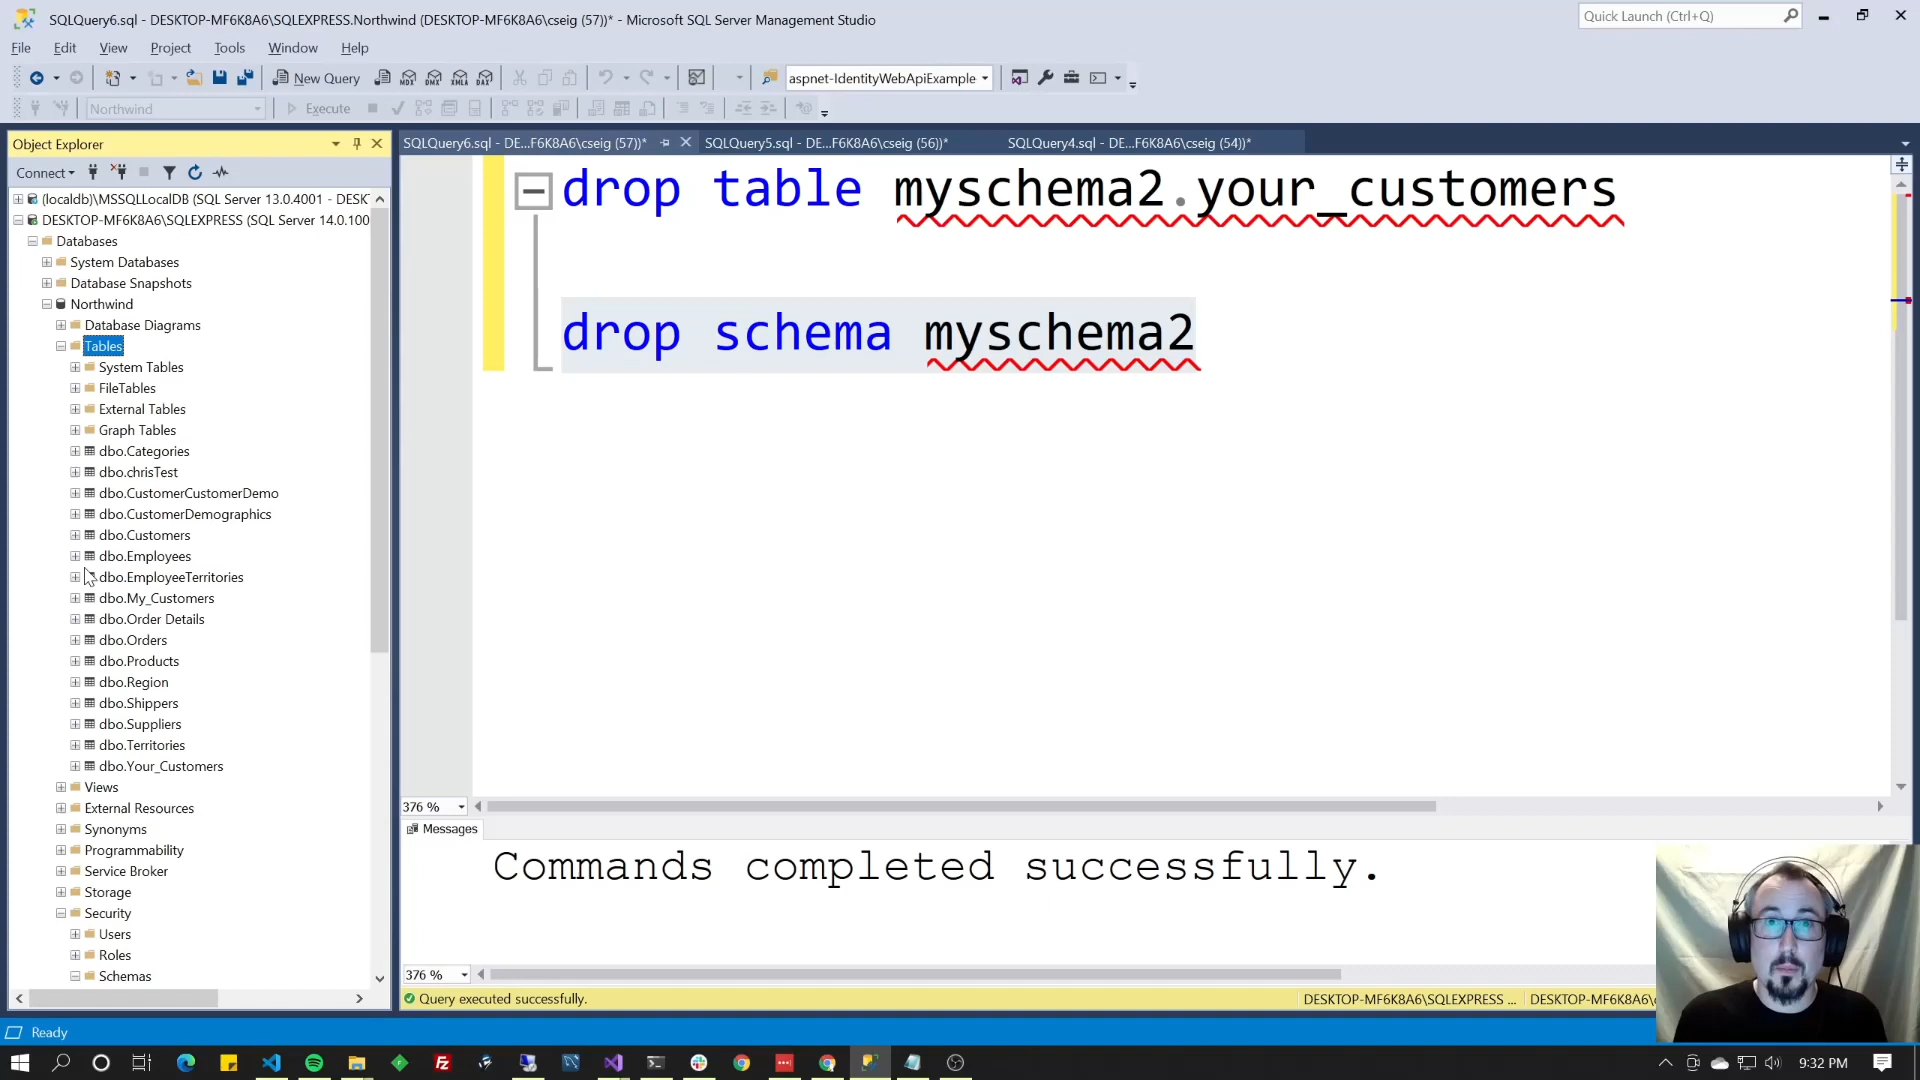 SQLQuery6.sql - DESKTOP-MF6K8A6\SQLEXPRESS.Northwind (DESKTOP-MF6K8A6\cseig (57))* - Microsoft SQL Server Management Studio
Quick Launch (Ctrl+Q)
File Edit View Project Tools Window Help
New Query
MDX DMX XMLA DAX
aspnet-IdentityWebApiExample
Northwind
Execute
Object Explorer
SQLQuery6.sql - DE...F6K8A6\cseig (57))*
SQLQuery5.sql - DE...F6K8A6\cseig (56))*
SQLQuery4.sql - DE...F6K8A6\cseig (54))*
Connect
(localdb)\MSSQLLocalDB (SQL Server 13.0.4001 - DESK
DESKTOP-MF6K8A6\SQLEXPRESS (SQL Server 14.0.100
Databases
System Databases
Database Snapshots
Northwind
Database Diagrams
Tables
System Tables
FileTables
External Tables
Graph Tables
dbo.Categories
dbo.chrisTest
dbo.CustomerCustomerDemo
dbo.CustomerDemographics
dbo.Customers
dbo.Employees
dbo.EmployeeTerritories
dbo.My_Customers
dbo.Order Details
dbo.Orders
dbo.Products
dbo.Region
dbo.Shippers
dbo.Suppliers
dbo.Territories
dbo.Your_Customers
Views
External Resources
Synonyms
Programmability
Service Broker
Storage
Security
Users
Roles
Schemas
drop table myschema2.your_customers
drop schema myschema2
376 %
Messages
Commands completed successfully.
376 %
Query executed successfully.
DESKTOP-MF6K8A6\SQLEXPRESS ...
DESKTOP-MF6K8A6\
Ready
9:32 PM